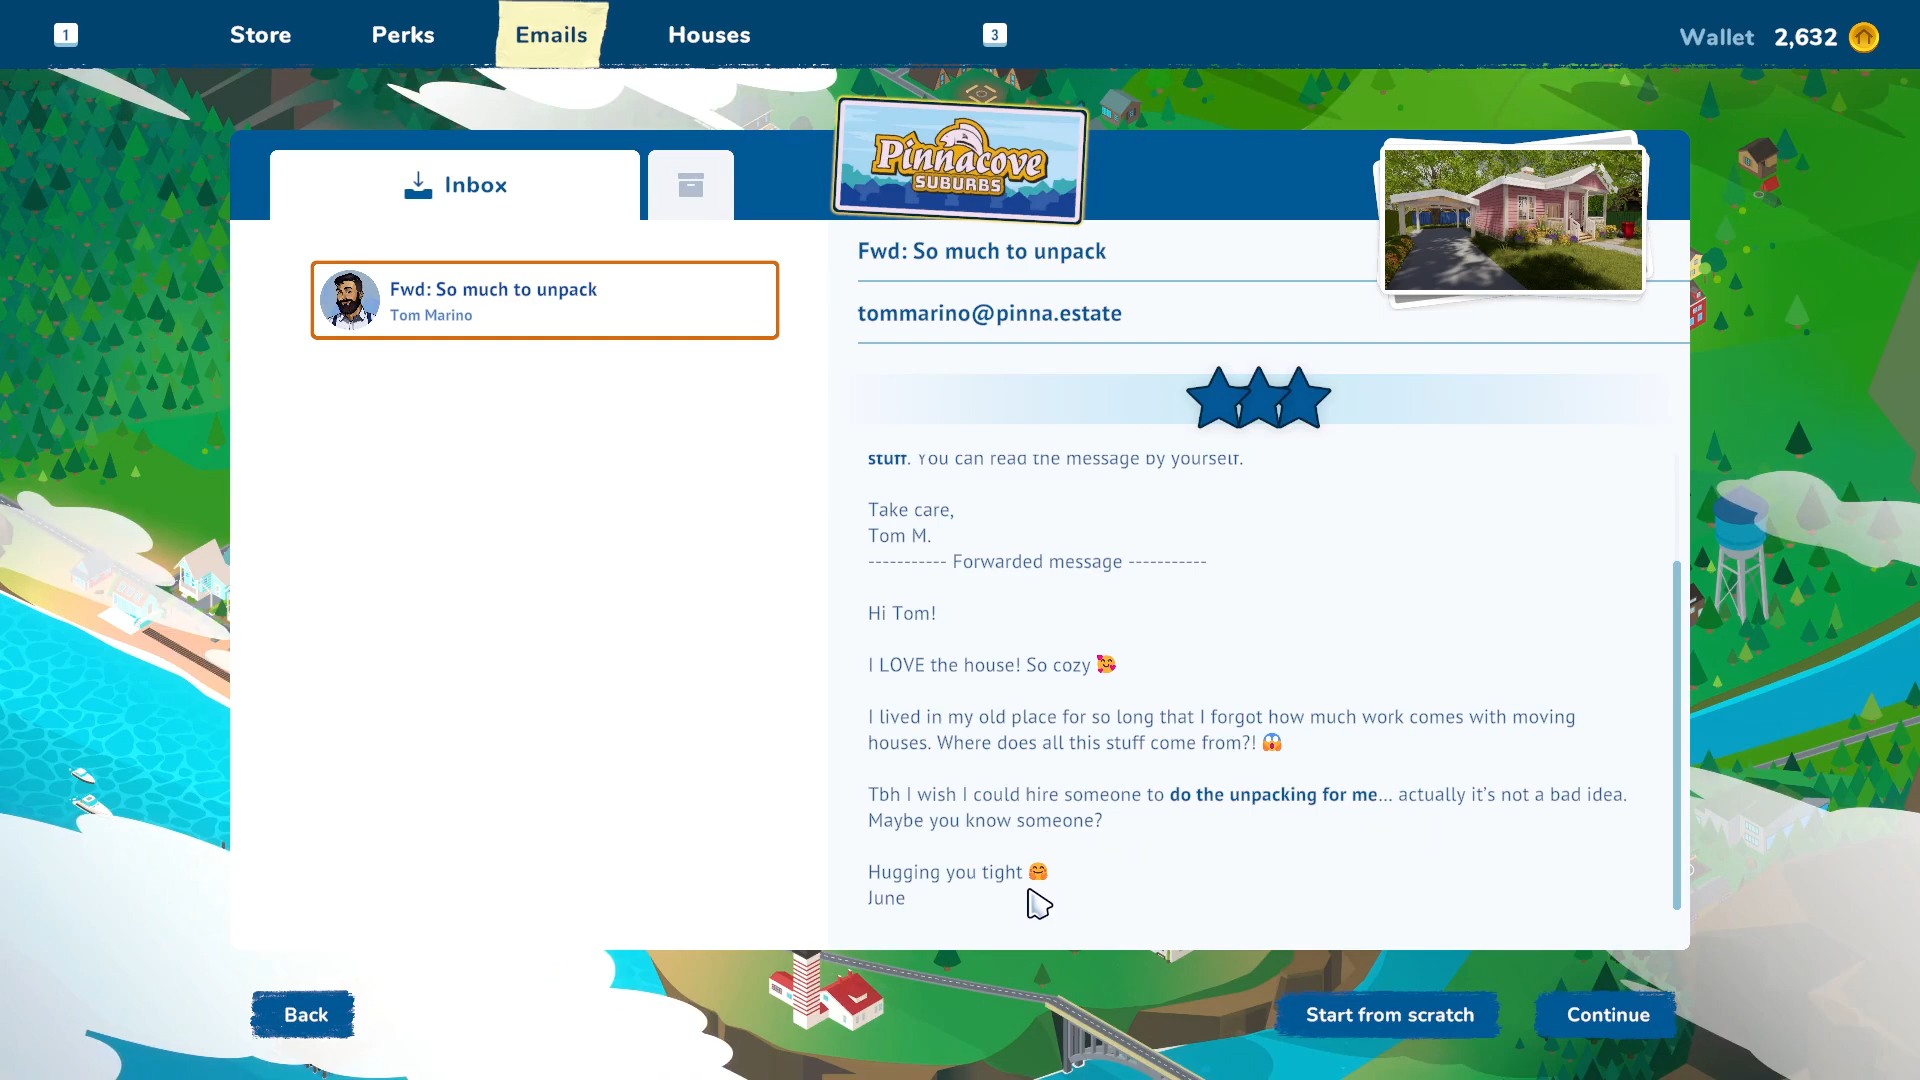 1
Store
Perks
Emails
Houses
3
Wallet 2,632
Inbox
Pinnacove
SUBURBS
Fwd: So much to unpack
Tom Marino
Fwd: So much to unpack
tommarino@pinna.estate
stuff. You can read the message by yourself.
Take care,
Tom M.
----------- Forwarded message -----------
Hi Tom!
I LOVE the house! So cozy 🥰
I lived in my old place for so long that I forgot how much work comes with moving
houses. Where does all this stuff come from?! 😱
Tbh I wish I could hire someone to do the unpacking for me... actually it's not a bad idea.
Maybe you know someone?
Hugging you tight 🤗
June
Back
Start from scratch
Continue